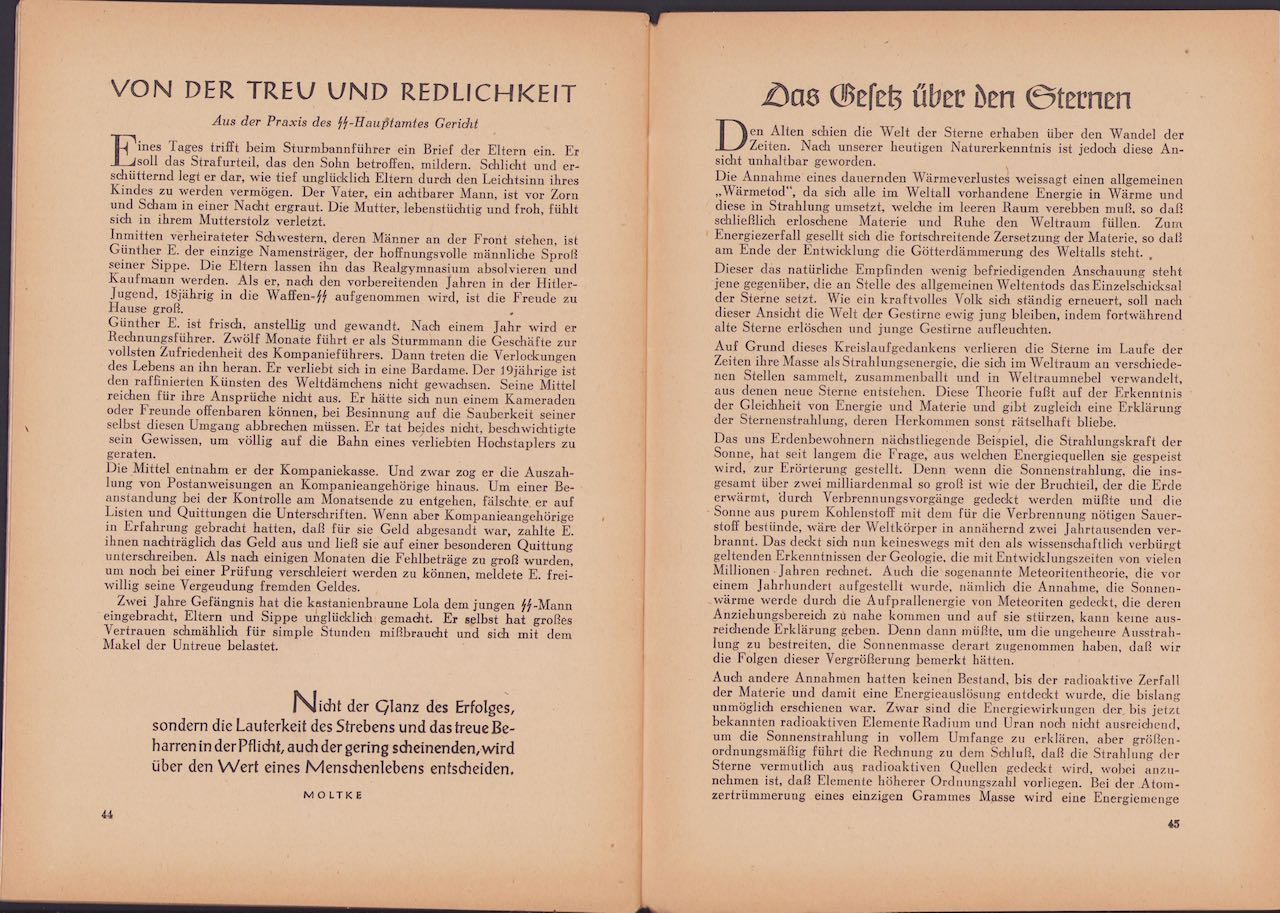 VON DER TREU UND REDLICHKEIT
Aus der Praxis des ᛋᛋ-Hauptamtes Gericht
Eines Tages trifft beim Sturmbannführer ein Brief der Eltern ein. Er
soll das Strafurteil, das den Sohn betroffen, mildern. Schlicht und er-
schütternd legt er dar, wie tief unglücklich Eltern durch den Leichtsinn ihres
Kindes zu werden vermögen. Der Vater, ein achtbarer Mann, ist vor Zorn
und Scham in einer Nacht ergraut. Die Mutter, lebenstüchtig und froh, fühlt
sich in ihrem Mutterstolz verletzt.
Inmitten verheirateter Schwestern, deren Männer an der Front stehen, ist
Günther E. der einzige Namensträger, der hoffnungsvolle männliche Sproß
seiner Sippe. Die Eltern lassen ihn das Realgymnasium absolvieren und
Kaufmann werden. Als er, nach den vorbereitenden Jahren in der Hitler-
Jugend, 18jährig in die Waffen-ᛋᛋ aufgenommen wird, ist die Freude zu
Hause groß.
Günther E. ist frisch, anstellig und gewandt. Nach einem Jahr wird er
Rechnungsführer. Zwölf Monate führt er als Sturmmann die Geschäfte zur
vollsten Zufriedenheit des Kompanieführers. Dann treten die Verlockungen
des Lebens an ihn heran. Er verliebt sich in eine Bardame. Der 19jährige ist
den raffinierten Künsten des Weltdämchens nicht gewachsen. Seine Mittel
reichen für ihre Ansprüche nicht aus. Er hätte sich nun einem Kameraden
oder Freunde offenbaren können, bei Besinnung auf die Sauberkeit seiner
selbst diesen Umgang abbrechen müssen. Er tat beides nicht, beschwichtigte
sein Gewissen, um völlig auf die Bahn eines verliebten Hochstaplers zu
geraten.
Die Mittel entnahm er der Kompaniekasse. Und zwar zog er die Auszah-
lung von Postanweisungen an Kompanieangehörige hinaus. Um einer Be-
anstandung bei der Kontrolle am Monatsende zu entgehen, fälschte er auf
Listen und Quittungen die Unterschriften. Wenn aber Kompanieangehörige
in Erfahrung gebracht hatten, daß für sie Geld abgesandt war, zahlte E.
ihnen nachträglich das Geld aus und ließ sie auf einer besonderen Quittung
unterschreiben. Als nach einigen Monaten die Fehlbeträge zu groß wurden,
um noch bei einer Prüfung verschleiert werden zu können, meldete E. frei-
willig seine Vergeudung fremden Geldes.
Zwei Jahre Gefängnis hat die kastanienbraune Lola dem jungen ᛋᛋ-Mann
eingebracht, Eltern und Sippe unglücklich gemacht. Er selbst hat großes
Vertrauen schmählich für simple Stunden mißbraucht und sich mit dem
Makel der Untreue belastet.
Nicht der Glanz des Erfolges,
sondern die Lauterkeit des Strebens und das treue Be-
harren in der Pflicht, auch der gering scheinenden, wird
über den Wert eines Menschenlebens entscheiden.
MOLTKE
44
Das Gesetz über den Sternen
Den Alten schien die Welt der Sterne erhaben über den Wandel der
Zeiten. Nach unserer heutigen Naturerkenntnis ist jedoch diese An-
sicht unhaltbar geworden.
Die Annahme eines dauernden Wärmeverlustes weissagt einen allgemeinen
„Wärmetod", da sich alle im Weltall vorhandene Energie in Wärme und
diese in Strahlung umsetzt, welche im leeren Raum verebben muß, so daß
schließlich erloschene Materie und Ruhe den Weltraum füllen. Zum
Energiezerfall gesellt sich die fortschreitende Zersetzung der Materie, so daß
am Ende der Entwicklung die Götterdämmerung des Weltalls steht.
Dieser das natürliche Empfinden wenig befriedigenden Anschauung steht
jene gegenüber, die an Stelle des allgemeinen Weltentods das Einzelschicksal
der Sterne setzt. Wie ein kraftvolles Volk sich ständig erneuert, soll nach
dieser Ansicht die Welt der Gestirne ewig jung bleiben, indem fortwährend
alte Sterne erlöschen und junge Gestirne aufleuchten.
Auf Grund dieses Kreislaufgedankens verlieren die Sterne im Laufe der
Zeiten ihre Masse als Strahlungsenergie, die sich im Weltraum an verschiede-
nen Stellen sammelt, zusammenballt und in Weltraumnebel verwandelt,
aus denen neue Sterne entstehen. Diese Theorie fußt auf der Erkenntnis
der Gleichheit von Energie und Materie und gibt zugleich eine Erklärung
der Sternenstrahlung, deren Herkommen sonst rätselhaft bliebe.
Das uns Erdenbewohnern nächstliegende Beispiel, die Strahlungskraft der
Sonne, hat seit langem die Frage, aus welchen Energiequellen sie gespeist
wird, zur Erörterung gestellt. Denn wenn die Sonnenstrahlung, die ins-
gesamt über zwei milliardenmal so groß ist wie der Bruchteil, der die Erde
erwärmt, durch Verbrennungsvorgänge gedeckt werden müßte und die
Sonne aus purem Kohlenstoff mit dem für die Verbrennung nötigen Sauer-
stoff bestünde, wäre der Weltkörper in annähernd zwei Jahrtausenden ver-
brannt. Das deckt sich nun keineswegs mit den als wissenschaftlich verbürgt
geltenden Erkenntnissen der Geologie, die mit Entwicklungszeiten von vielen
Millionen Jahren rechnet. Auch die sogenannte Meteoritentheorie, die vor
einem Jahrhundert aufgestellt wurde, nämlich die Annahme, die Sonnen-
wärme werde durch die Aufprallenergie von Meteoriten gedeckt, die deren
Anziehungsbereich zu nahe kommen und auf sie stürzen, kann keine aus-
reichende Erklärung geben. Denn dann müßte, um die ungeheure Ausstrah-
lung zu bestreiten, die Sonnenmasse derart zugenommen haben, daß wir
die Folgen dieser Vergrößerung bemerkt hätten.
Auch andere Annahmen hatten keinen Bestand, bis der radioaktive Zerfall
der Materie und damit eine Energieauslösung entdeckt wurde, die bislang
unmöglich erschienen war. Zwar sind die Energiewirkungen der bis jetzt
bekannten radioaktiven Elemente Radium und Uran noch nicht ausreichend,
um die Sonnenstrahlung in vollem Umfange zu erklären, aber größen-
ordnungsmäßig führt die Rechnung zu dem Schluß, daß die Strahlung der
Sterne vermutlich aus radioaktiven Quellen gedeckt wird, wobei anzu-
nehmen ist, daß Elemente höherer Ordnungszahl vorliegen. Bei der Atom-
zertrümmerung eines einzigen Grammes Masse wird eine Energiemenge
45